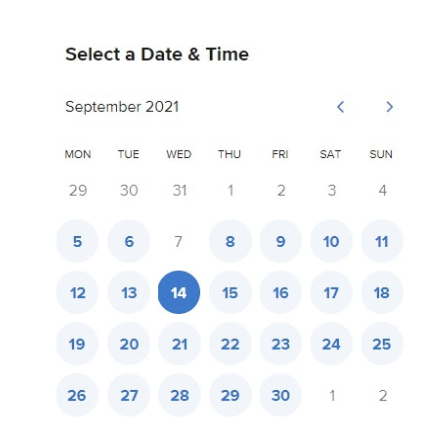 Select a Date & Time
September 2021
MON TUE WED THU FRI SAT SUN
29 30 31 1 2 3 4
5 6 7 8 9 10 11
12 13 14 15 16 17 18
19 20 21 22 23 24 25
26 27 28 29 30 1 2